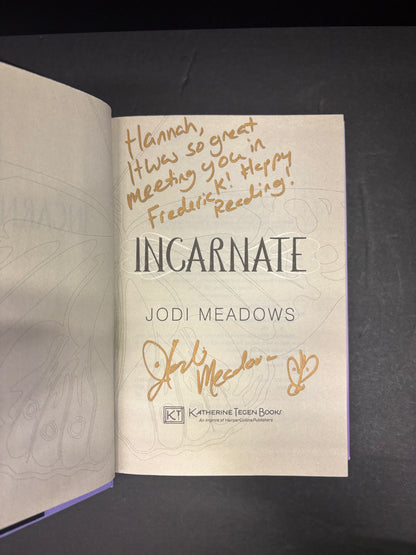 Hannah,
It was so great
meeting you in
Frederick! Happy
Reading!
INCARNATE
JODI MEADOWS
Jodi
Meadows
KT
KATHERINE TEGEN BOOKS
An Imprint of HarperCollinsPublishers